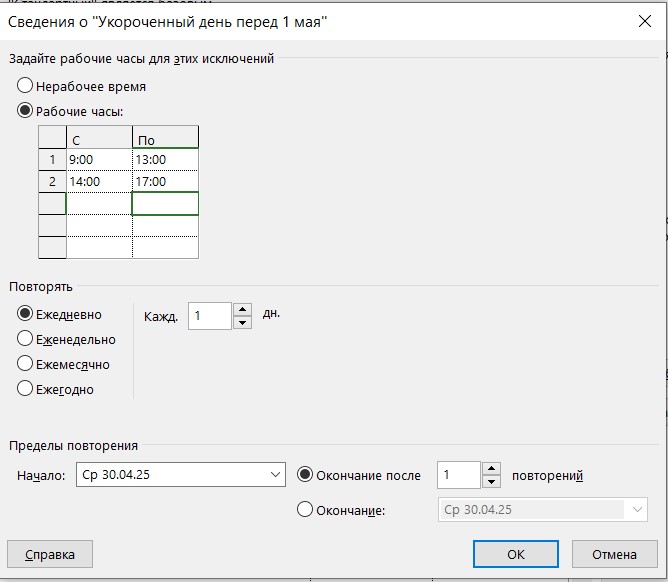 Сведения о "Укороченный день перед 1 мая"
Задайте рабочие часы для этих исключений
Нерабочее время
Рабочие часы:
С По
1 9:00 13:00
2 14:00 17:00
Повторять
Ежедневно
Еженедельно
Ежемесячно
Ежегодно
Кажд. 1 дн.
Пределы повторения
Начало: Ср 30.04.25 Окончание после 1 повторений
Окончание: Ср 30.04.25
Справка ОК Отмена